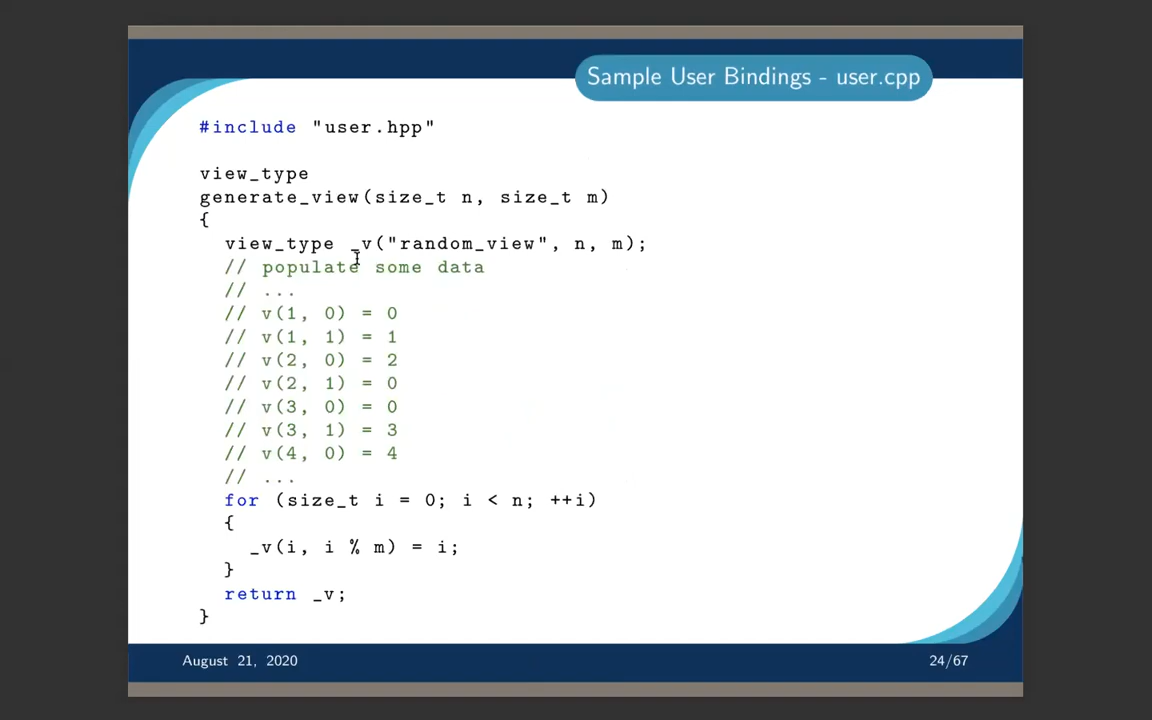 Sample User Bindings - user.cpp
#include "user.hpp"
view_type
generate_view(size_t n, size_t m)
{
view_type _v("random_view", n, m);
// populate some data
// ...
// v(1, 0) = 0
// v(1, 1) = 1
// v(2, 0) = 2
// v(2, 1) = 0
// v(3, 0) = 0
// v(3, 1) = 3
// v(4, 0) = 4
// ...
for (size_t i = 0; i < n; ++i)
{
_v(i, i % m) = i;
}
return _v;
}
August 21, 2020
24/67